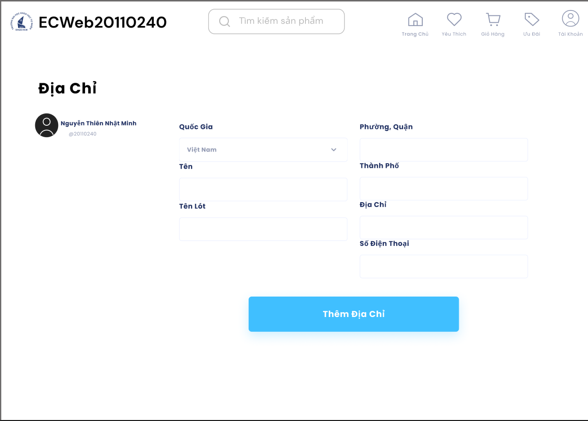 ECWeb20110240
Tìm kiếm sản phẩm
Trang Chủ
Yêu Thích
Giỏ Hàng
Ưu Đãi
Tài Khoản
Địa Chỉ
Nguyễn Thiên Nhật Minh
@20110240
Quốc Gia
Việt Nam
Tên
Tên Lót
Phường, Quận
Thành Phố
Địa Chỉ
Số Điện Thoại
Thêm Địa Chỉ